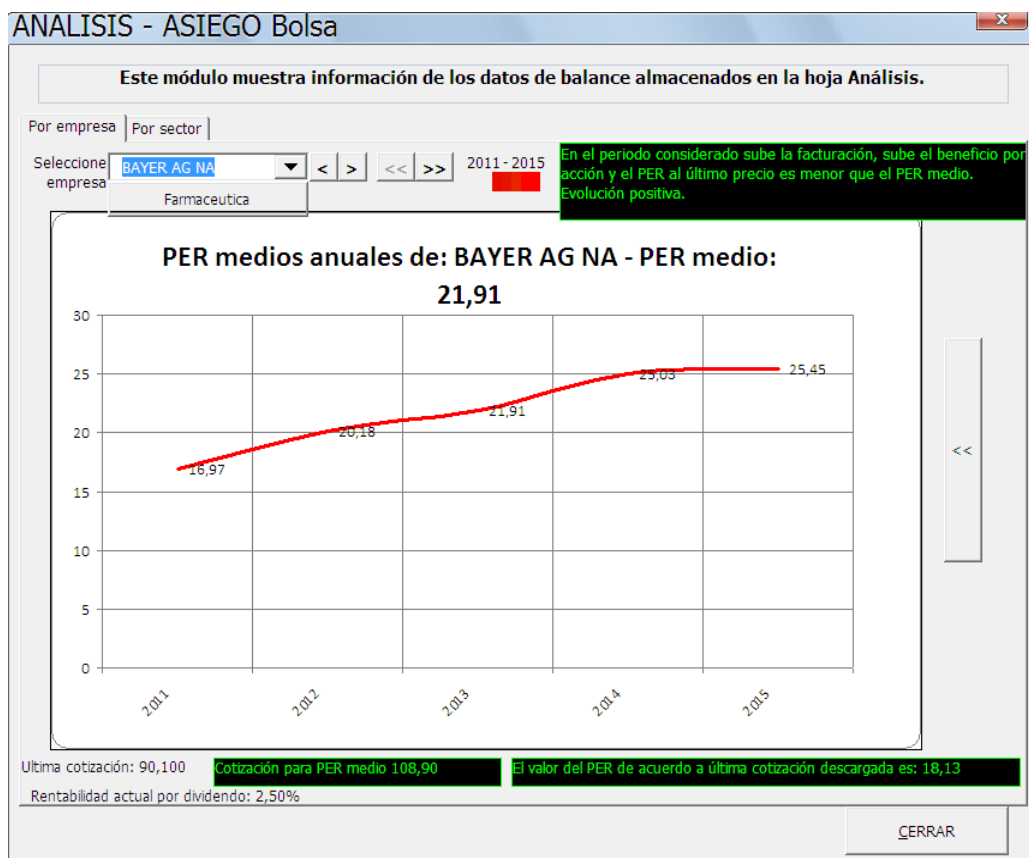 ANALISIS - ASIEGO Bolsa
x
Este módulo muestra información de los datos de balance almacenados en la hoja Análisis.
Por empresa
Por sector
Seleccione
empresa
BAYER AG NA
<
>
<<
>>
2011 - 2015
Farmaceutica
En el periodo considerado sube la facturación, sube el beneficio por
acción y el PER al último precio es menor que el PER medio.
Evolución positiva.
PER medios anuales de: BAYER AG NA - PER medio:
21,91
30
25
20
15
10
5
0
16,97
20,18
21,91
25,03
25,45
2011
2012
2013
2014
2015
<<
Ultima cotización: 90,100
Cotización para PER medio 108,90
El valor del PER de acuerdo a última cotización descargada es: 18,13
Rentabilidad actual por dividendo: 2,50%
CERRAR